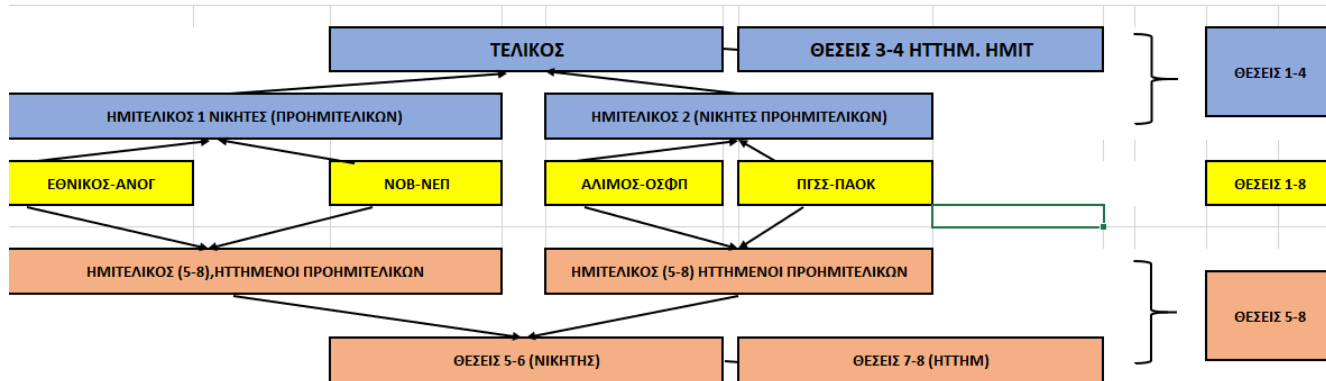 ΤΕΛΙΚΟΣ
ΘΕΣΕΙΣ 3-4 ΗΤΤΗΜ. ΗΜΙΤ
ΘΕΣΕΙΣ 1-4
ΗΜΙΤΕΛΙΚΟΣ 1 ΝΙΚΗΤΕΣ (ΠΡΟΗΜΙΤΕΛΙΚΩΝ)
ΗΜΙΤΕΛΙΚΟΣ 2 (ΝΙΚΗΤΕΣ ΠΡΟΗΜΙΤΕΛΙΚΩΝ)
ΕΘΝΙΚΟΣ-ΑΝΟΓ
ΝΟΒ-ΝΕΠ
ΑΛΙΜΟΣ-ΟΣΦΠ
ΠΓΣΣ-ΠΑΟΚ
ΘΕΣΕΙΣ 1-8
ΗΜΙΤΕΛΙΚΟΣ (5-8),ΗΤΤΗΜΕΝΟΙ ΠΡΟΗΜΙΤΕΛΙΚΩΝ
ΗΜΙΤΕΛΙΚΟΣ (5-8) ΗΤΤΗΜΕΝΟΙ ΠΡΟΗΜΙΤΕΛΙΚΩΝ
ΘΕΣΕΙΣ 5-8
ΘΕΣΕΙΣ 5-6 (ΝΙΚΗΤΗΣ)
ΘΕΣΕΙΣ 7-8 (ΗΤΤΗΜ)